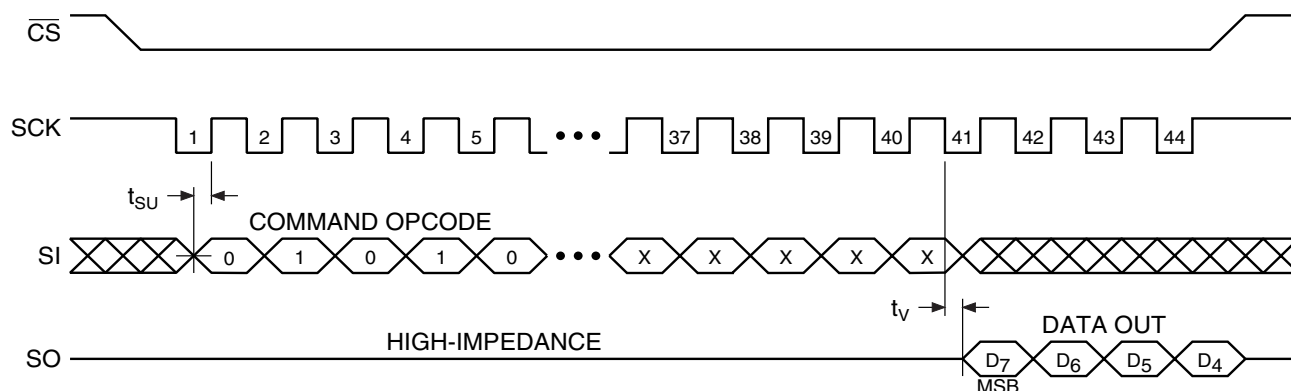 CS
SCK 1 2 3 4 5 ••• 37 38 39 40 41 42 43 44
tSU
COMMAND OPCODE
SI 0 1 0 1 0 ••• X X X X X
tV
HIGH-IMPEDANCE
DATA OUT
SO D7 D6 D5 D4
MSB